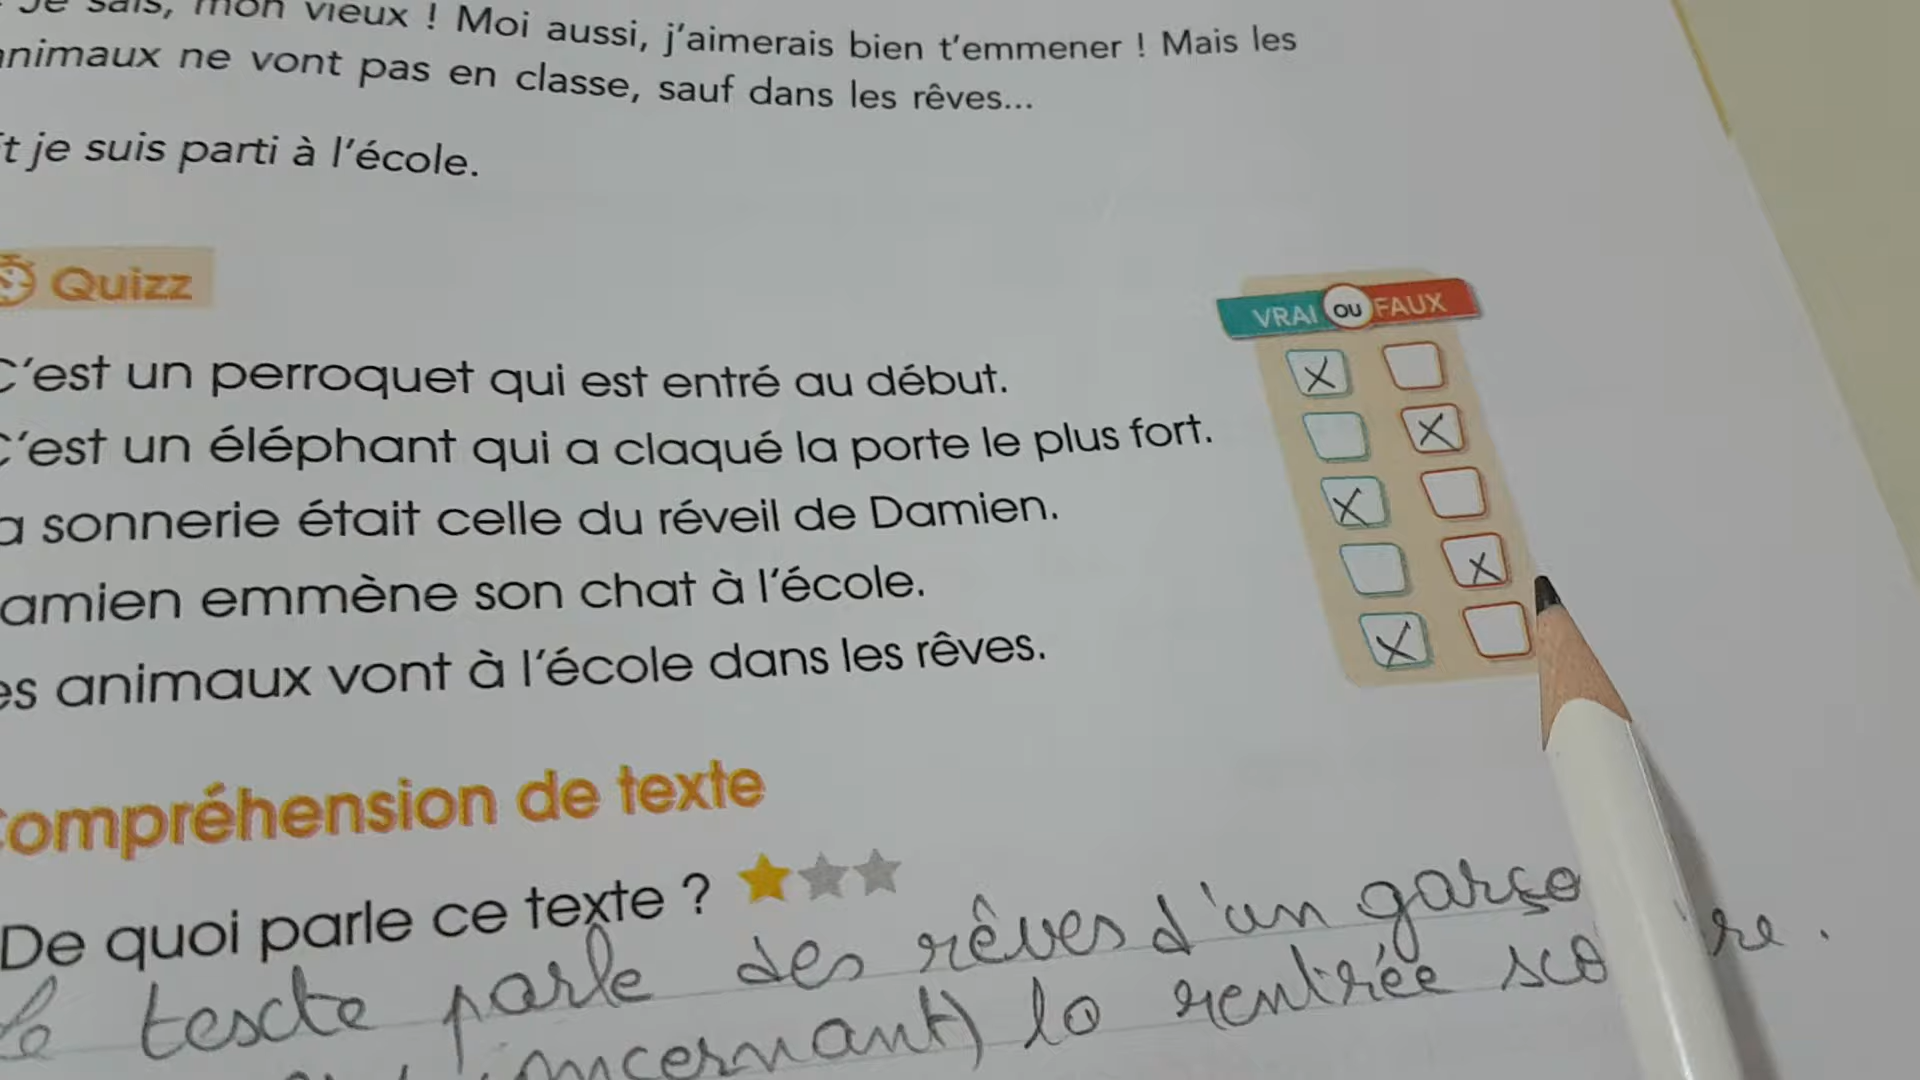 Je sais, mon vieux ! Moi aussi, j'aimerais bien t'emmener ! Mais les
animaux ne vont pas en classe, sauf dans les rêves...
t je suis parti à l'école.
Quizz
VRAI OU FAUX
C'est un perroquet qui est entré au début.
C'est un éléphant qui a claqué la porte le plus fort.
a sonnerie était celle du réveil de Damien.
amien emmène son chat à l'école.
es animaux vont à l'école dans les rêves.
ompréhension de texte
De quoi parle ce texte ?
Le texte parle des rêves d'un garço
la rentrée sco re.